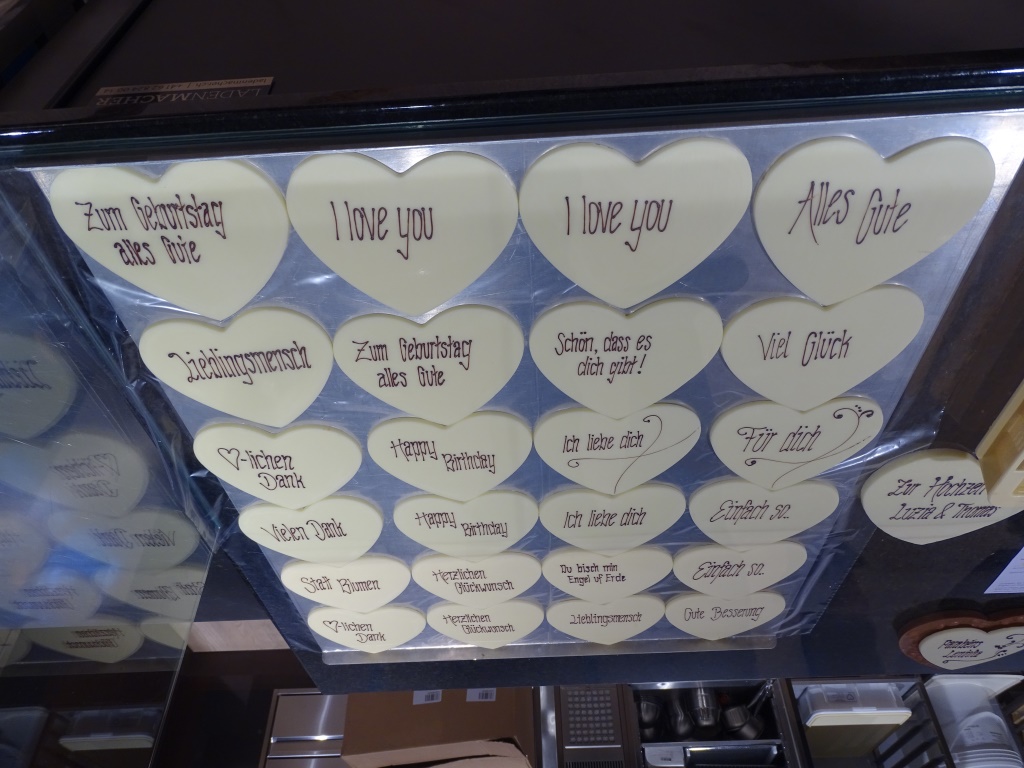 LADENMACHER
Zum Geburtstag
alles Gute
I love you
I love you
Alles Gute
Lieblingsmensch
Zum Geburtstag
alles Gute
Schön, dass es
dich gibt!
Viel Glück
♡-lichen
Dank
Happy
Birthday
Ich liebe dich
Für dich
Vielen Dank
Happy
Birthday
Ich liebe dich
Einfach so..
Statt Blumen
Herzlichen
Glückwunsch
Du bisch min
Engel uf Erde
Einfach so..
♡-lichen
Dank
Herzlichen
Glückwunsch
Lieblingsmensch
Gute Besserung
Zur Hochzeit
Luzia & Thomas